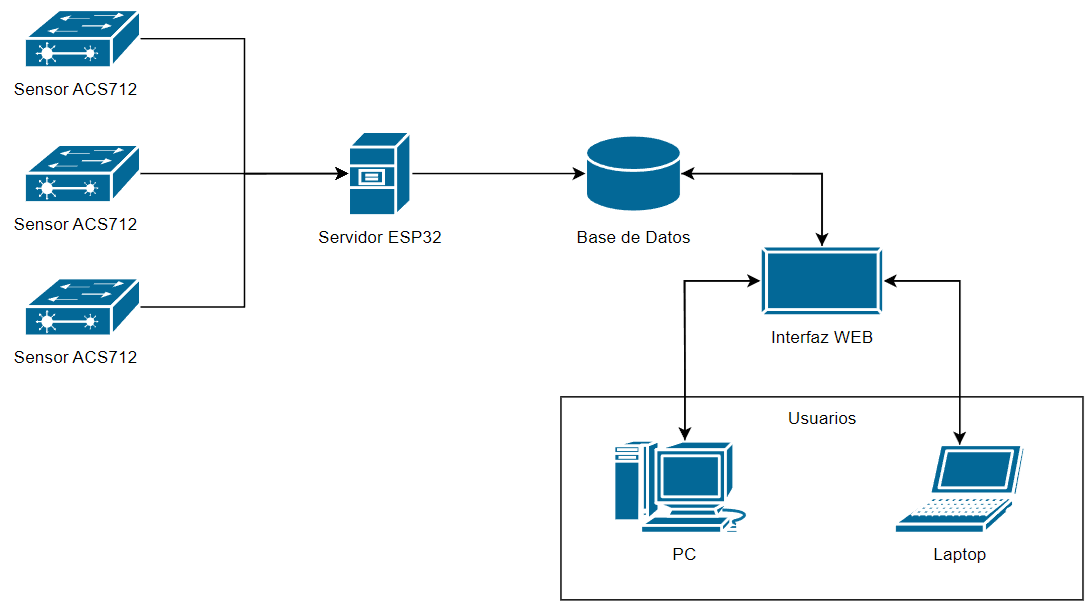 Sensor ACS712
Sensor ACS712
Servidor ESP32
Base de Datos
Interfaz WEB
Sensor ACS712
Usuarios
PC
Laptop